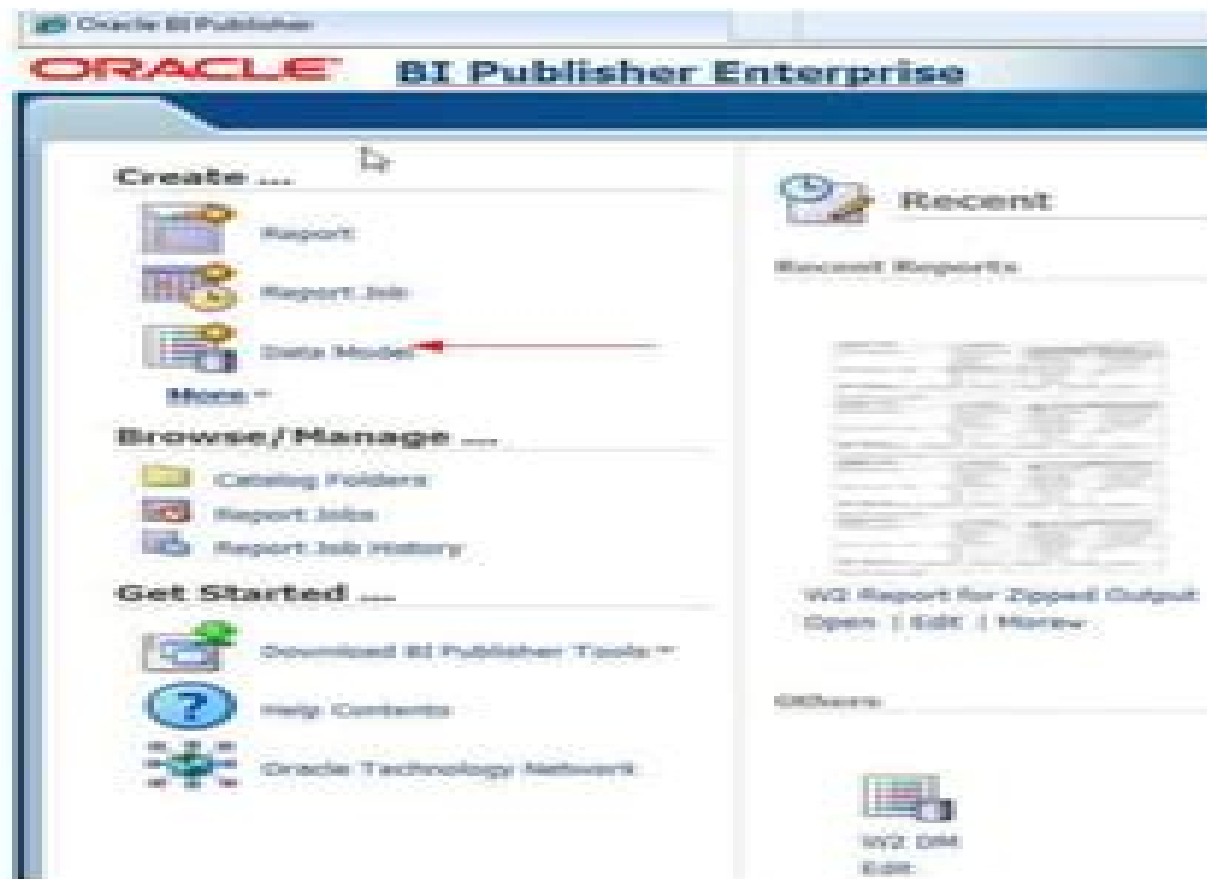 Oracle BI Publisher
ORACLE BI Publisher Enterprise
Create ...
Report
Report Job
Data Model
More
Browse/Manage ...
Catalog Folders
Report Jobs
Report Job History
Get Started ...
Download BI Publisher Tools
Help Contents
Oracle Technology Network
Recent
Recent Reports
W2 Report for Zipped Output
Open | Edit | More
Others
W2 DM
Edit